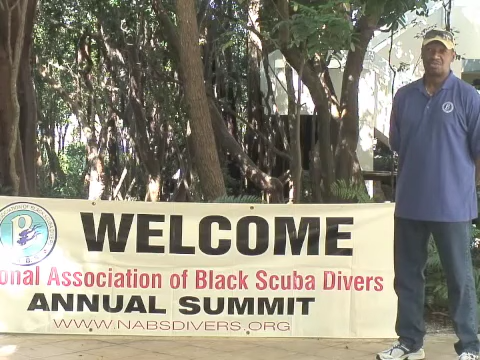 WELCOME
onal Association of Black Scuba Divers
ANNUAL SUMMIT
WWW.NABSDIVERS.ORG